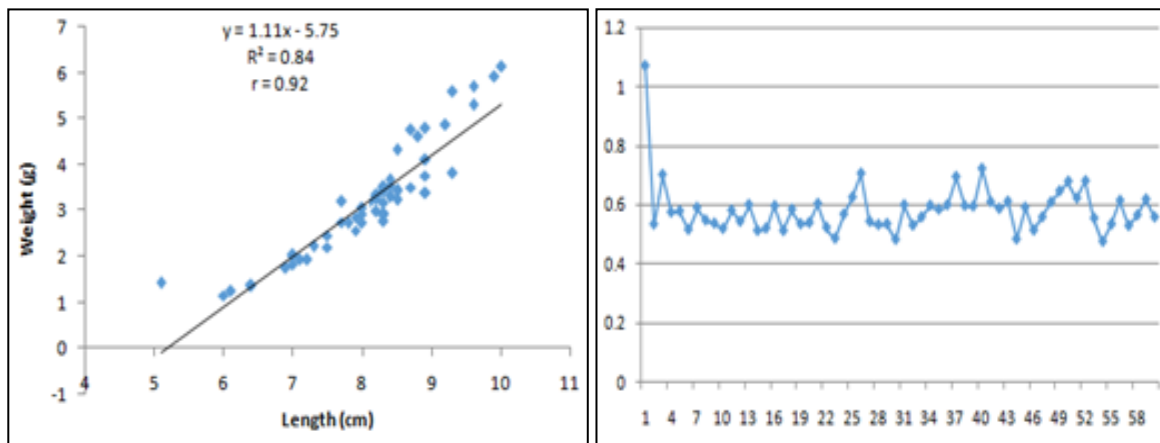 y = 1.11x - 5.75
R² = 0.84
r = 0.92
7
6
5
4
3
2
1
0
-1
Weight (g)
4 5 6 7 8 9 10 11
Length (cm)
1.2
1
0.8
0.6
0.4
0.2
0
1 4 7 10 13 16 19 22 25 28 31 34 37 40 43 46 49 52 55 58